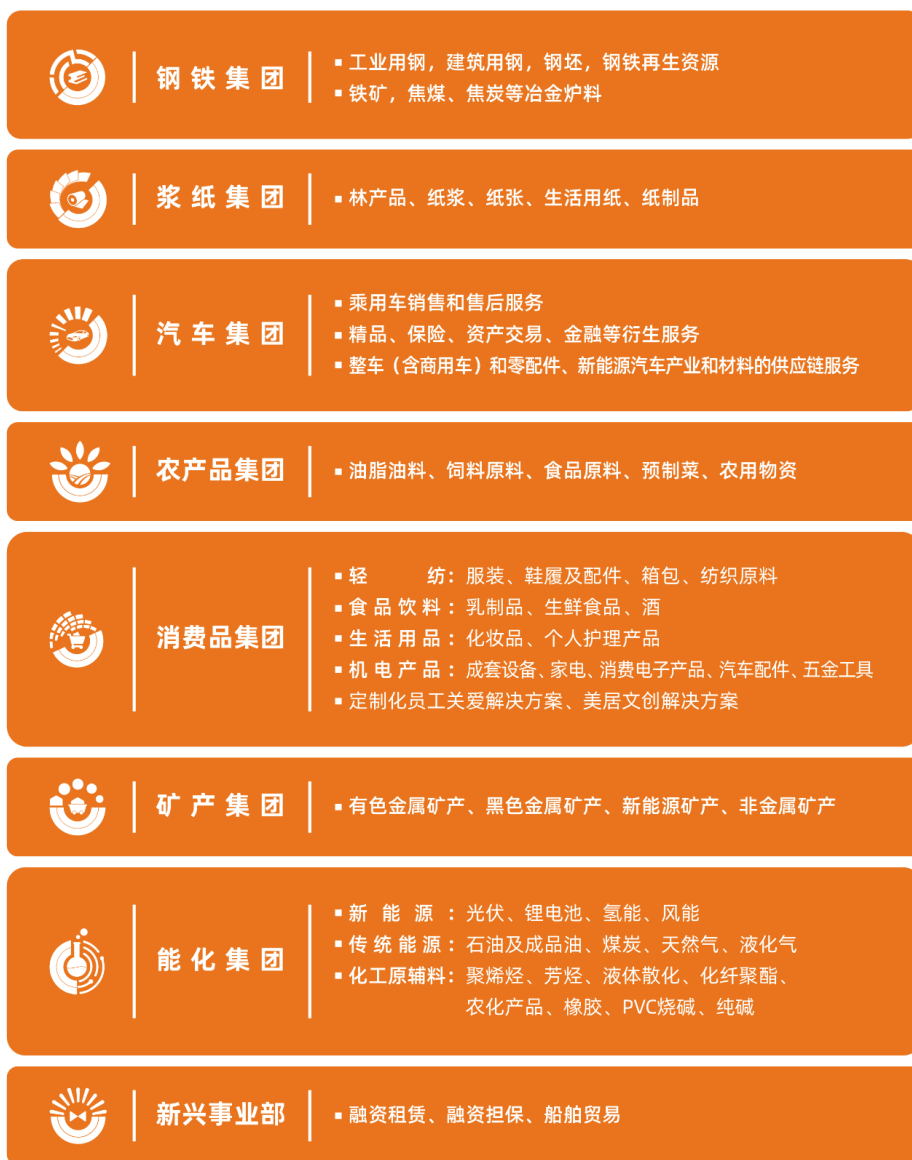 钢铁集团
▪ 工业用钢，建筑用钢，钢坯，钢铁再生资源
▪ 铁矿，焦煤、焦炭等冶金炉料
浆纸集团
▪ 林产品、纸浆、纸张、生活用纸、纸制品
汽车集团
▪ 乘用车销售和售后服务
▪ 精品、保险、资产交易、金融等衍生服务
▪ 整车（含商用车）和零配件、新能源汽车产业和材料的供应链服务
农产品集团
▪ 油脂油料、饲料原料、食品原料、预制菜、农用物资
消费品集团
▪ 轻纺：服装、鞋履及配件、箱包、纺织原料
▪ 食品饮料：乳制品、生鲜食品、酒
▪ 生活用品：化妆品、个人护理产品
▪ 机电产品：成套设备、家电、消费电子产品、汽车配件、五金工具
▪ 定制化员工关爱解决方案、美居文创解决方案
矿产集团
▪ 有色金属矿产、黑色金属矿产、新能源矿产、非金属矿产
能化集团
▪ 新能源：光伏、锂电池、氢能、风能
▪ 传统能源：石油及成品油、煤炭、天然气、液化气
▪ 化工原辅料：聚烯烃、芳烃、液体散化、化纤聚酯、
农化产品、橡胶、PVC烧碱、纯碱
新兴事业部
▪ 融资租赁、融资担保、船舶贸易